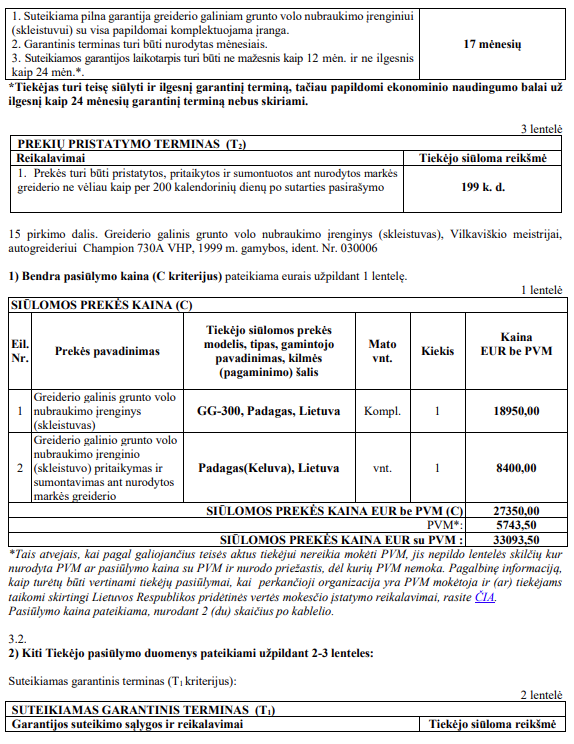 1. Suteikiama pilna garantija greiderio galiniam grunto volo nubraukimo įrenginiui
(skleistuvui) su visa papildomai komplektuojama įranga.
2. Garantinis terminas turi būti nurodytas mėnesiais.
3. Suteikiamos garantijos laikotarpis turi būti ne mažesnis kaip 12 mėn. ir ne ilgesnis
kaip 24 mėn.*.
17 mėnesių
*Tiekėjas turi teisę siūlyti ir ilgesnį garantinį terminą, tačiau papildomi ekonominio naudingumo balai už
ilgesnį kaip 24 mėnesių garantinį terminą nebus skiriami.
3 lentelė
PREKIŲ PRISTATYMO TERMINAS (T2)
Reikalavimai
Tiekėjo siūloma reikšmė
1. Prekės turi būti pristatytos, pritaikytos ir sumontuotos ant nurodytos markės
greiderio ne vėliau kaip per 200 kalendorinių dienų po sutarties pasirašymo
199 k. d.
15 pirkimo dalis. Greiderio galinis grunto volo nubraukimo įrenginys (skleistuvas), Vilkaviškio meistrijai,
autogreideriui Champion 730A VHP, 1999 m. gamybos, ident. Nr. 030006
1) Bendra pasiūlymo kaina (C kriterijus) pateikiama eurais užpildant 1 lentelę.
1 lentelė
SIŪLOMOS PREKĖS KAINA (C)
Eil.
Nr.
Prekės pavadinimas
Tiekėjo siūlomos prekės
modelis, tipas, gamintojo
pavadinimas, kilmės
(pagaminimo) šalis
Mato
vnt.
Kiekis
Kaina
EUR be PVM
1
Greiderio galinis grunto volo
nubraukimo įrenginys
(skleistuvas)
GG-300, Padagas, Lietuva
Kompl.
1
18950,00
2
Greiderio galinio grunto volo
nubraukimo įrenginio
(skleistuvo) pritaikymas ir
sumontavimas ant nurodytos
markės greiderio
Padagas(Keluva), Lietuva
vnt.
1
8400,00
SIŪLOMOS PREKĖS KAINA EUR be PVM (C)
27350,00
PVM*:
5743,50
SIŪLOMOS PREKĖS KAINA EUR su PVM :
33093,50
*Tais atvejais, kai pagal galiojančius teisės aktus tiekėjui nereikia mokėti PVM, jis nepildo lentelės skilčių kur
nurodyta PVM ar pasiūlymo kaina su PVM ir nurodo priežastis, dėl kurių PVM nemoka. Pagalbinę informaciją,
kaip turėtų būti vertinami tiekėjų pasiūlymai, kai perkančioji organizacija yra PVM mokėtoja ir (ar) tiekėjams
taikomi skirtingi Lietuvos Respublikos pridėtinės vertės mokesčio įstatymo reikalavimai, rasite ČIA.
Pasiūlymo kaina pateikiama, nurodant 2 (du) skaičius po kablelio.
3.2.
2) Kiti Tiekėjo pasiūlymo duomenys pateikiami užpildant 2-3 lenteles:
Suteikiamas garantinis terminas (T1 kriterijus):
2 lentelė
SUTEIKIAMAS GARANTINIS TERMINAS (T1)
Garantijos suteikimo sąlygos ir reikalavimai
Tiekėjo siūloma reikšmė